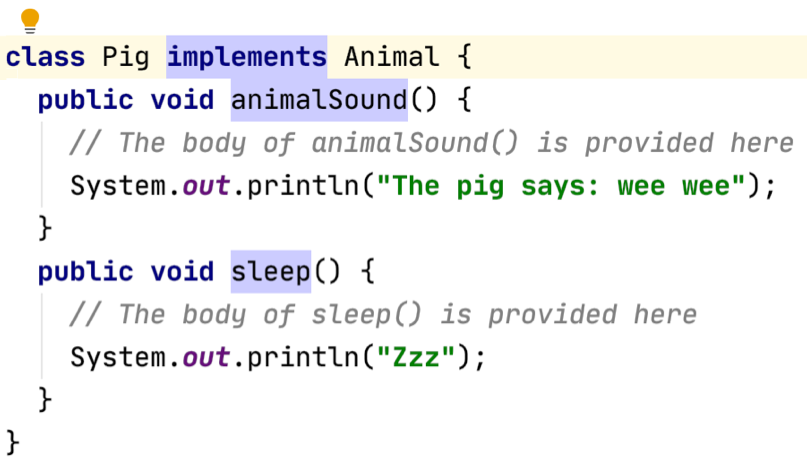 class Pig implements Animal {
  public void animalSound() {
    // The body of animalSound() is provided here
    System.out.println("The pig says: wee wee");
  }
  public void sleep() {
    // The body of sleep() is provided here
    System.out.println("Zzz");
  }
}